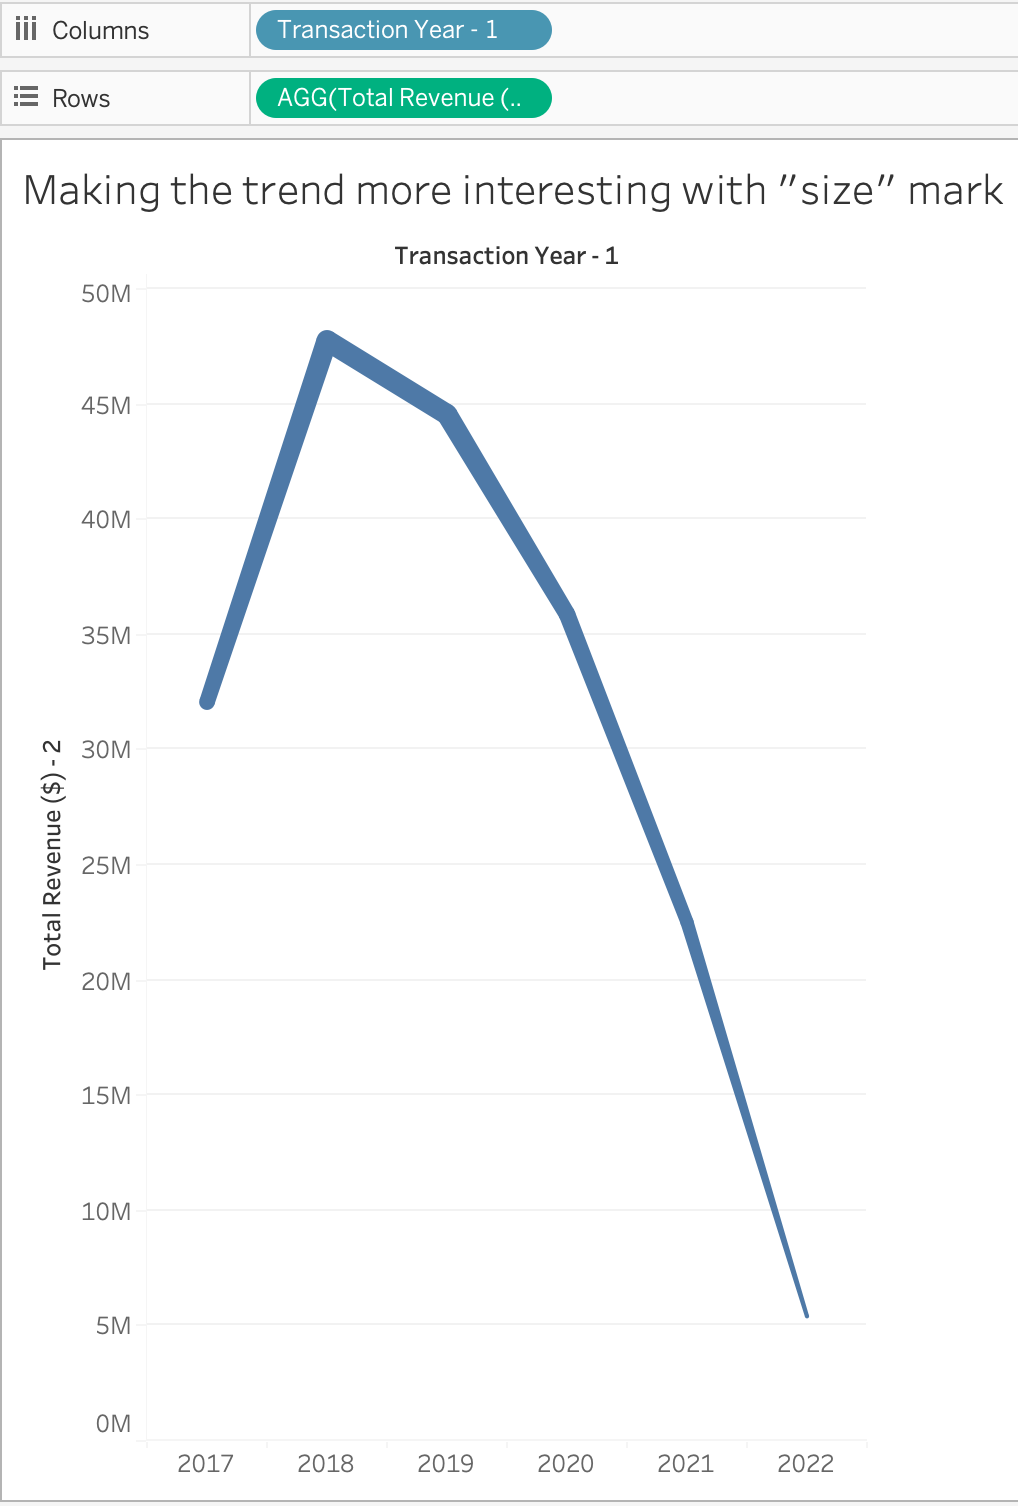 Columns
Transaction Year - 1
Rows
AGG(Total Revenue (..
Making the trend more interesting with "size" mark
Transaction Year - 1
50M
45M
40M
35M
30M
25M
20M
15M
10M
5M
0M
Total Revenue ($) - 2
2017 2018 2019 2020 2021 2022